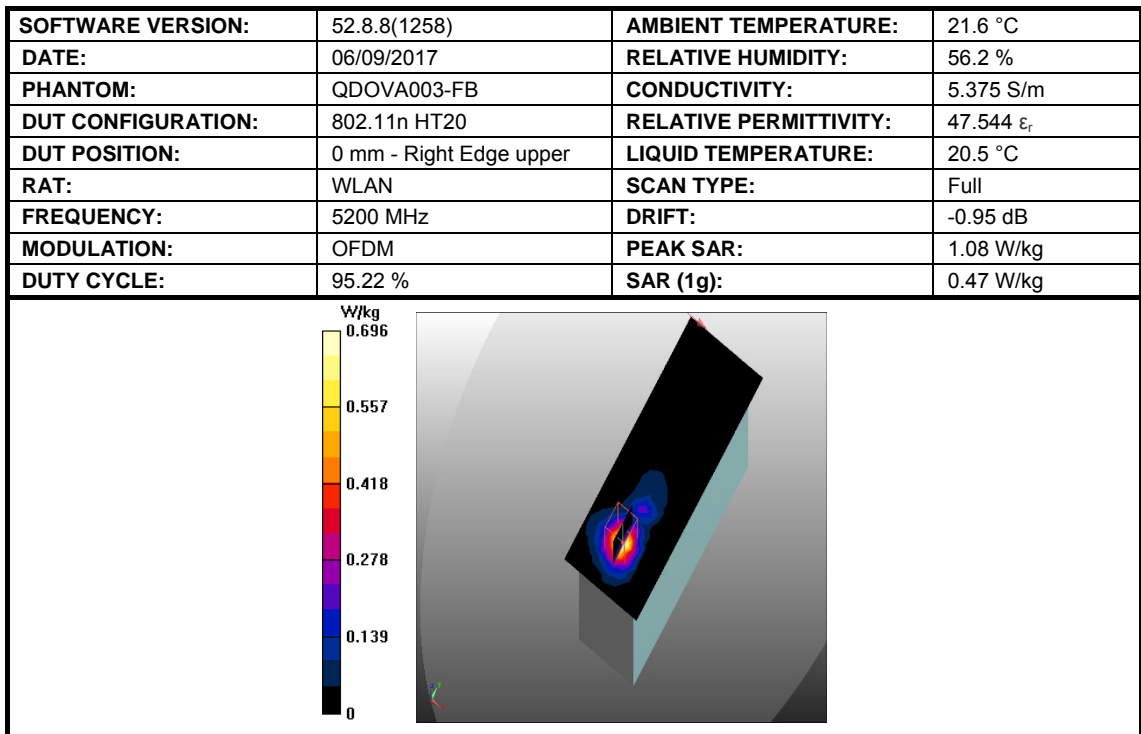 SOFTWARE VERSION: 52.8.8(1258) AMBIENT TEMPERATURE: 21.6 °C
DATE: 06/09/2017 RELATIVE HUMIDITY: 56.2 %
PHANTOM: QDOVA003-FB CONDUCTIVITY: 5.375 S/m
DUT CONFIGURATION: 802.11n HT20 RELATIVE PERMITTIVITY: 47.544 εr
DUT POSITION: 0 mm - Right Edge upper LIQUID TEMPERATURE: 20.5 °C
RAT: WLAN SCAN TYPE: Full
FREQUENCY: 5200 MHz DRIFT: -0.95 dB
MODULATION: OFDM PEAK SAR: 1.08 W/kg
DUTY CYCLE: 95.22 % SAR (1g): 0.47 W/kg
W/kg
0.696
0.557
0.418
0.278
0.139
0